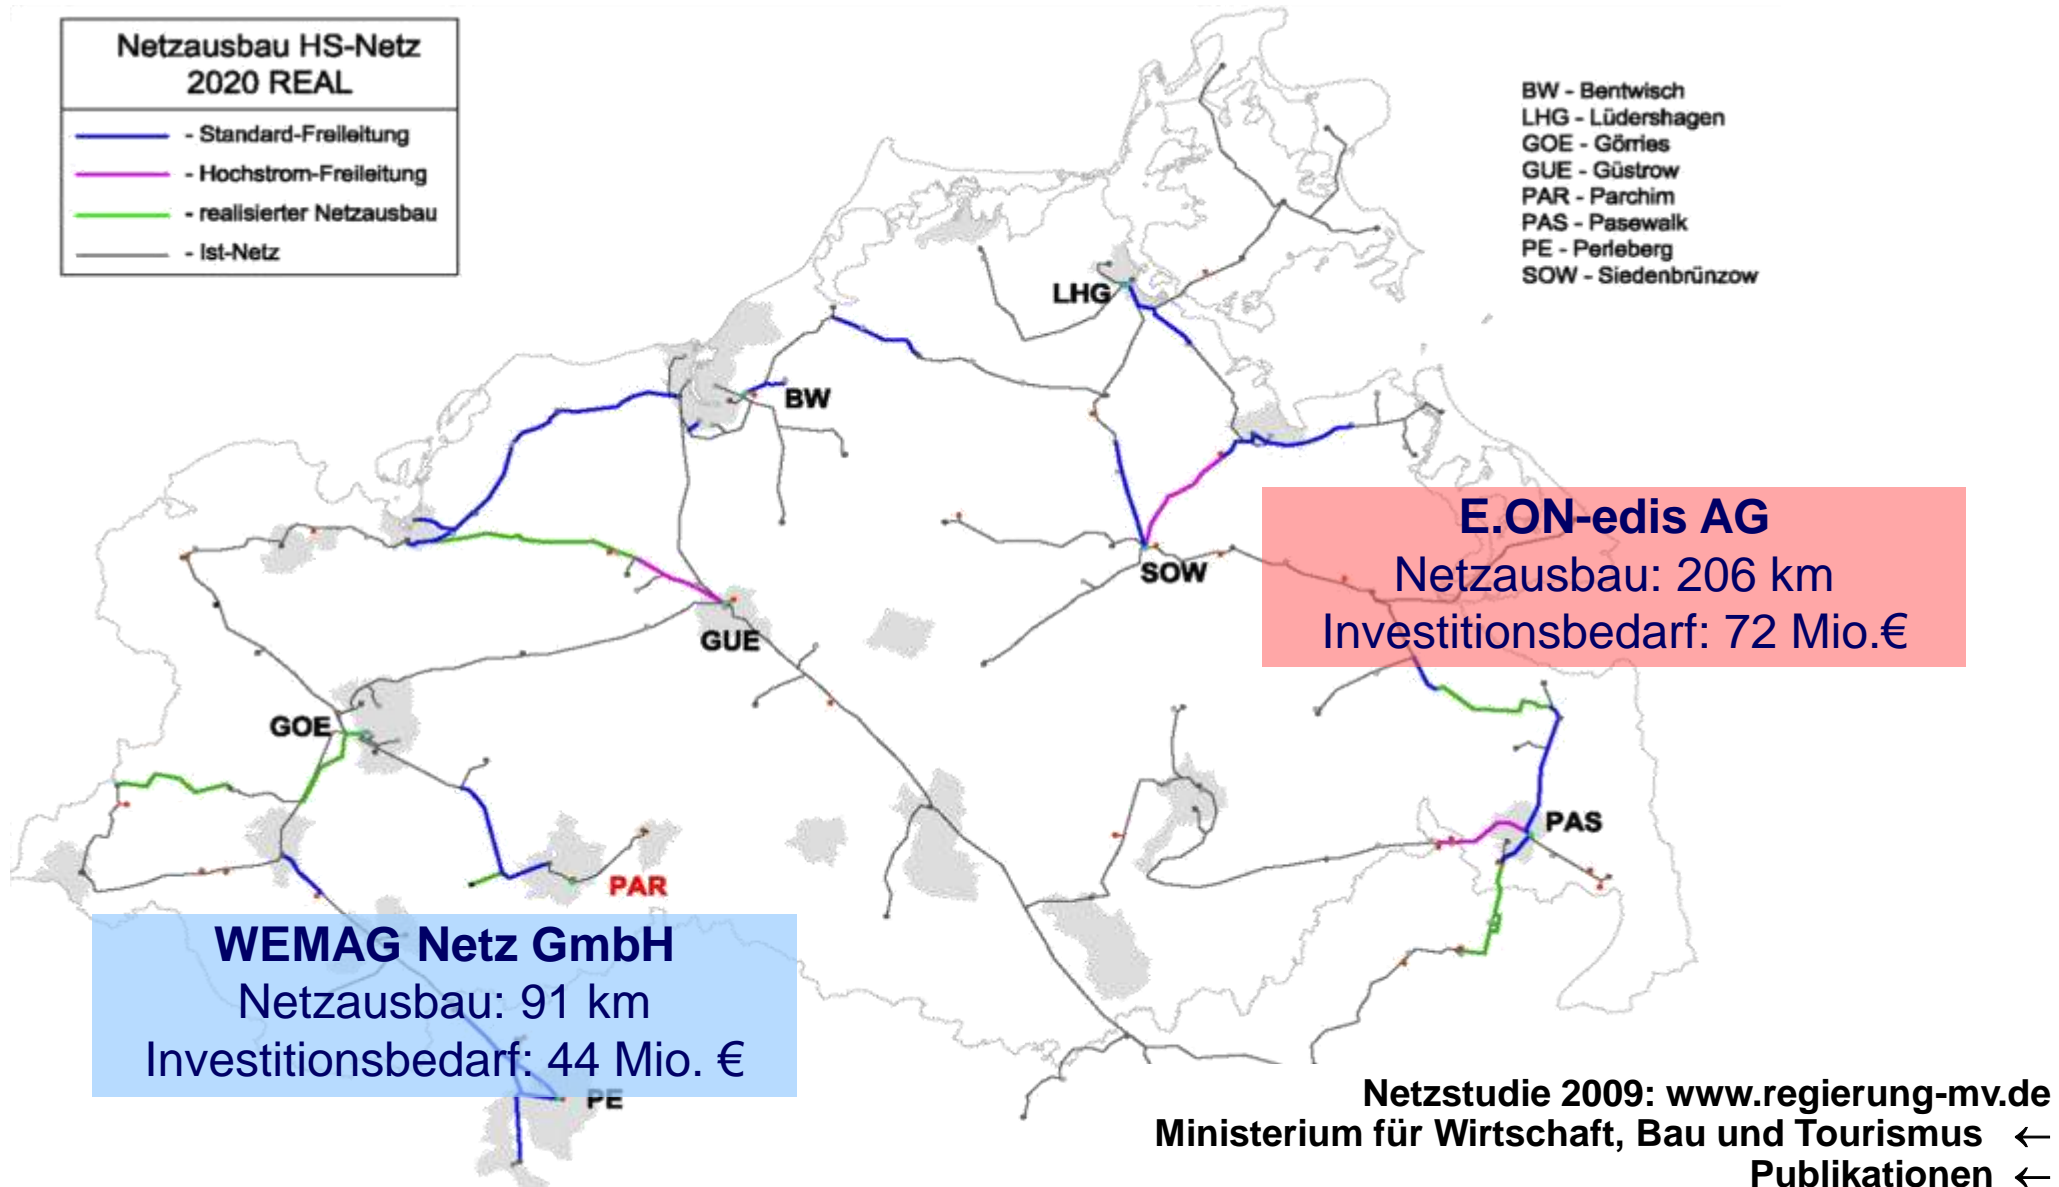 Netzausbau HS-Netz
2020 REAL
- Standard-Freileitung
- Hochstrom-Freileitung
- realisierter Netzausbau
- Ist-Netz
BW - Bentwisch
LHG - Lüdershagen
GOE - Görries
GUE - Güstrow
PAR - Parchim
PAS - Pasewalk
PE - Perleberg
SOW - Siedenbrünzow
LHG
BW
SOW
GUE
GOE
PAS
PAR
PE
E.ON-edis AG
Netzausbau: 206 km
Investitionsbedarf: 72 Mio.€
WEMAG Netz GmbH
Netzausbau: 91 km
Investitionsbedarf: 44 Mio. €
Netzstudie 2009: www.regierung-mv.de
Ministerium für Wirtschaft, Bau und Tourismus ←
Publikationen ←